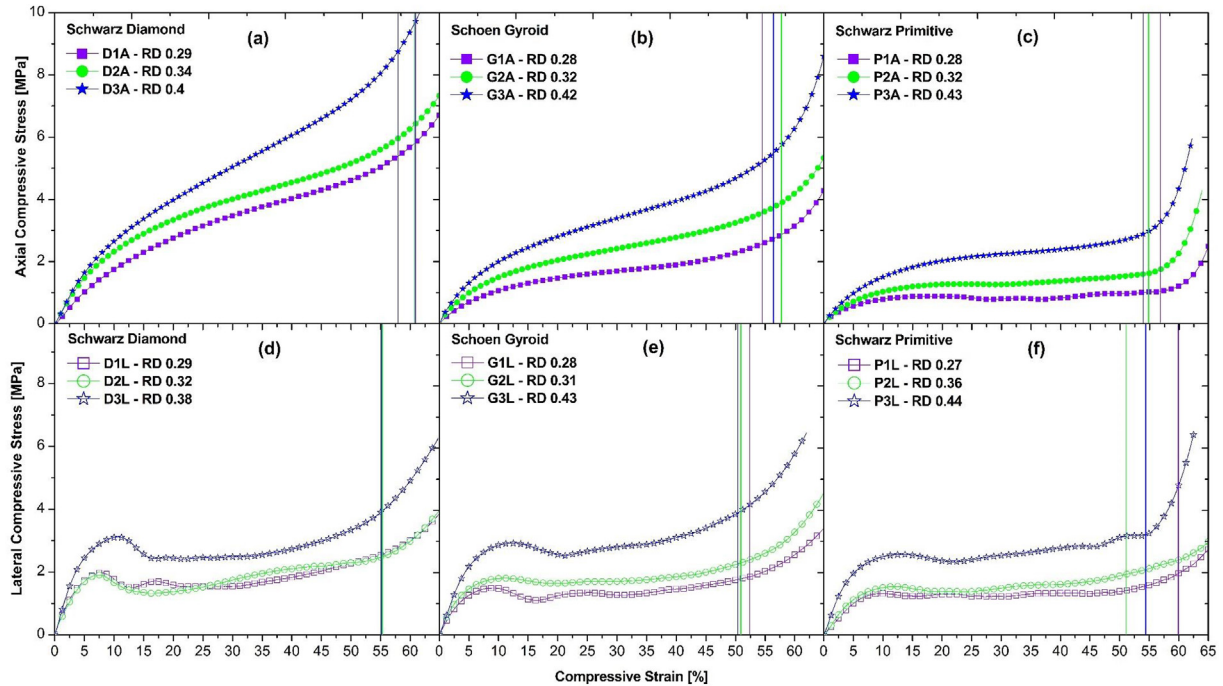 Axial Compressive Stress [MPa]
10
8
6
4
2
0
Schwarz Diamond
(a)
D1A - RD 0.29
D2A - RD 0.34
D3A - RD 0.4
Schoen Gyroid
(b)
G1A - RD 0.28
G2A - RD 0.32
G3A - RD 0.42
Schwarz Primitive
(c)
P1A - RD 0.28
P2A - RD 0.32
P3A - RD 0.43
Lateral Compressive Stress [MPa]
8
6
4
2
0
Schwarz Diamond
(d)
D1L - RD 0.29
D2L - RD 0.32
D3L - RD 0.38
Schoen Gyroid
(e)
G1L - RD 0.28
G2L - RD 0.31
G3L - RD 0.43
Schwarz Primitive
(f)
P1L - RD 0.27
P2L - RD 0.36
P3L - RD 0.44
0 5 10 15 20 25 30 35 40 45 50 55 60 0 5 10 15 20 25 30 35 40 45 50 55 60 0 5 10 15 20 25 30 35 40 45 50 55 60 65
Compressive Strain [%]